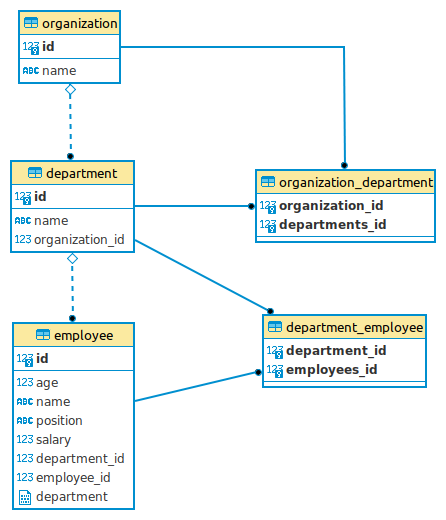 organization
123 id
ABC name
department
123 id
ABC name
123 organization_id
organization_department
123 organization_id
123 departments_id
employee
123 id
123 age
ABC name
ABC position
123 salary
123 department_id
123 employee_id
department
department_employee
123 department_id
123 employees_id